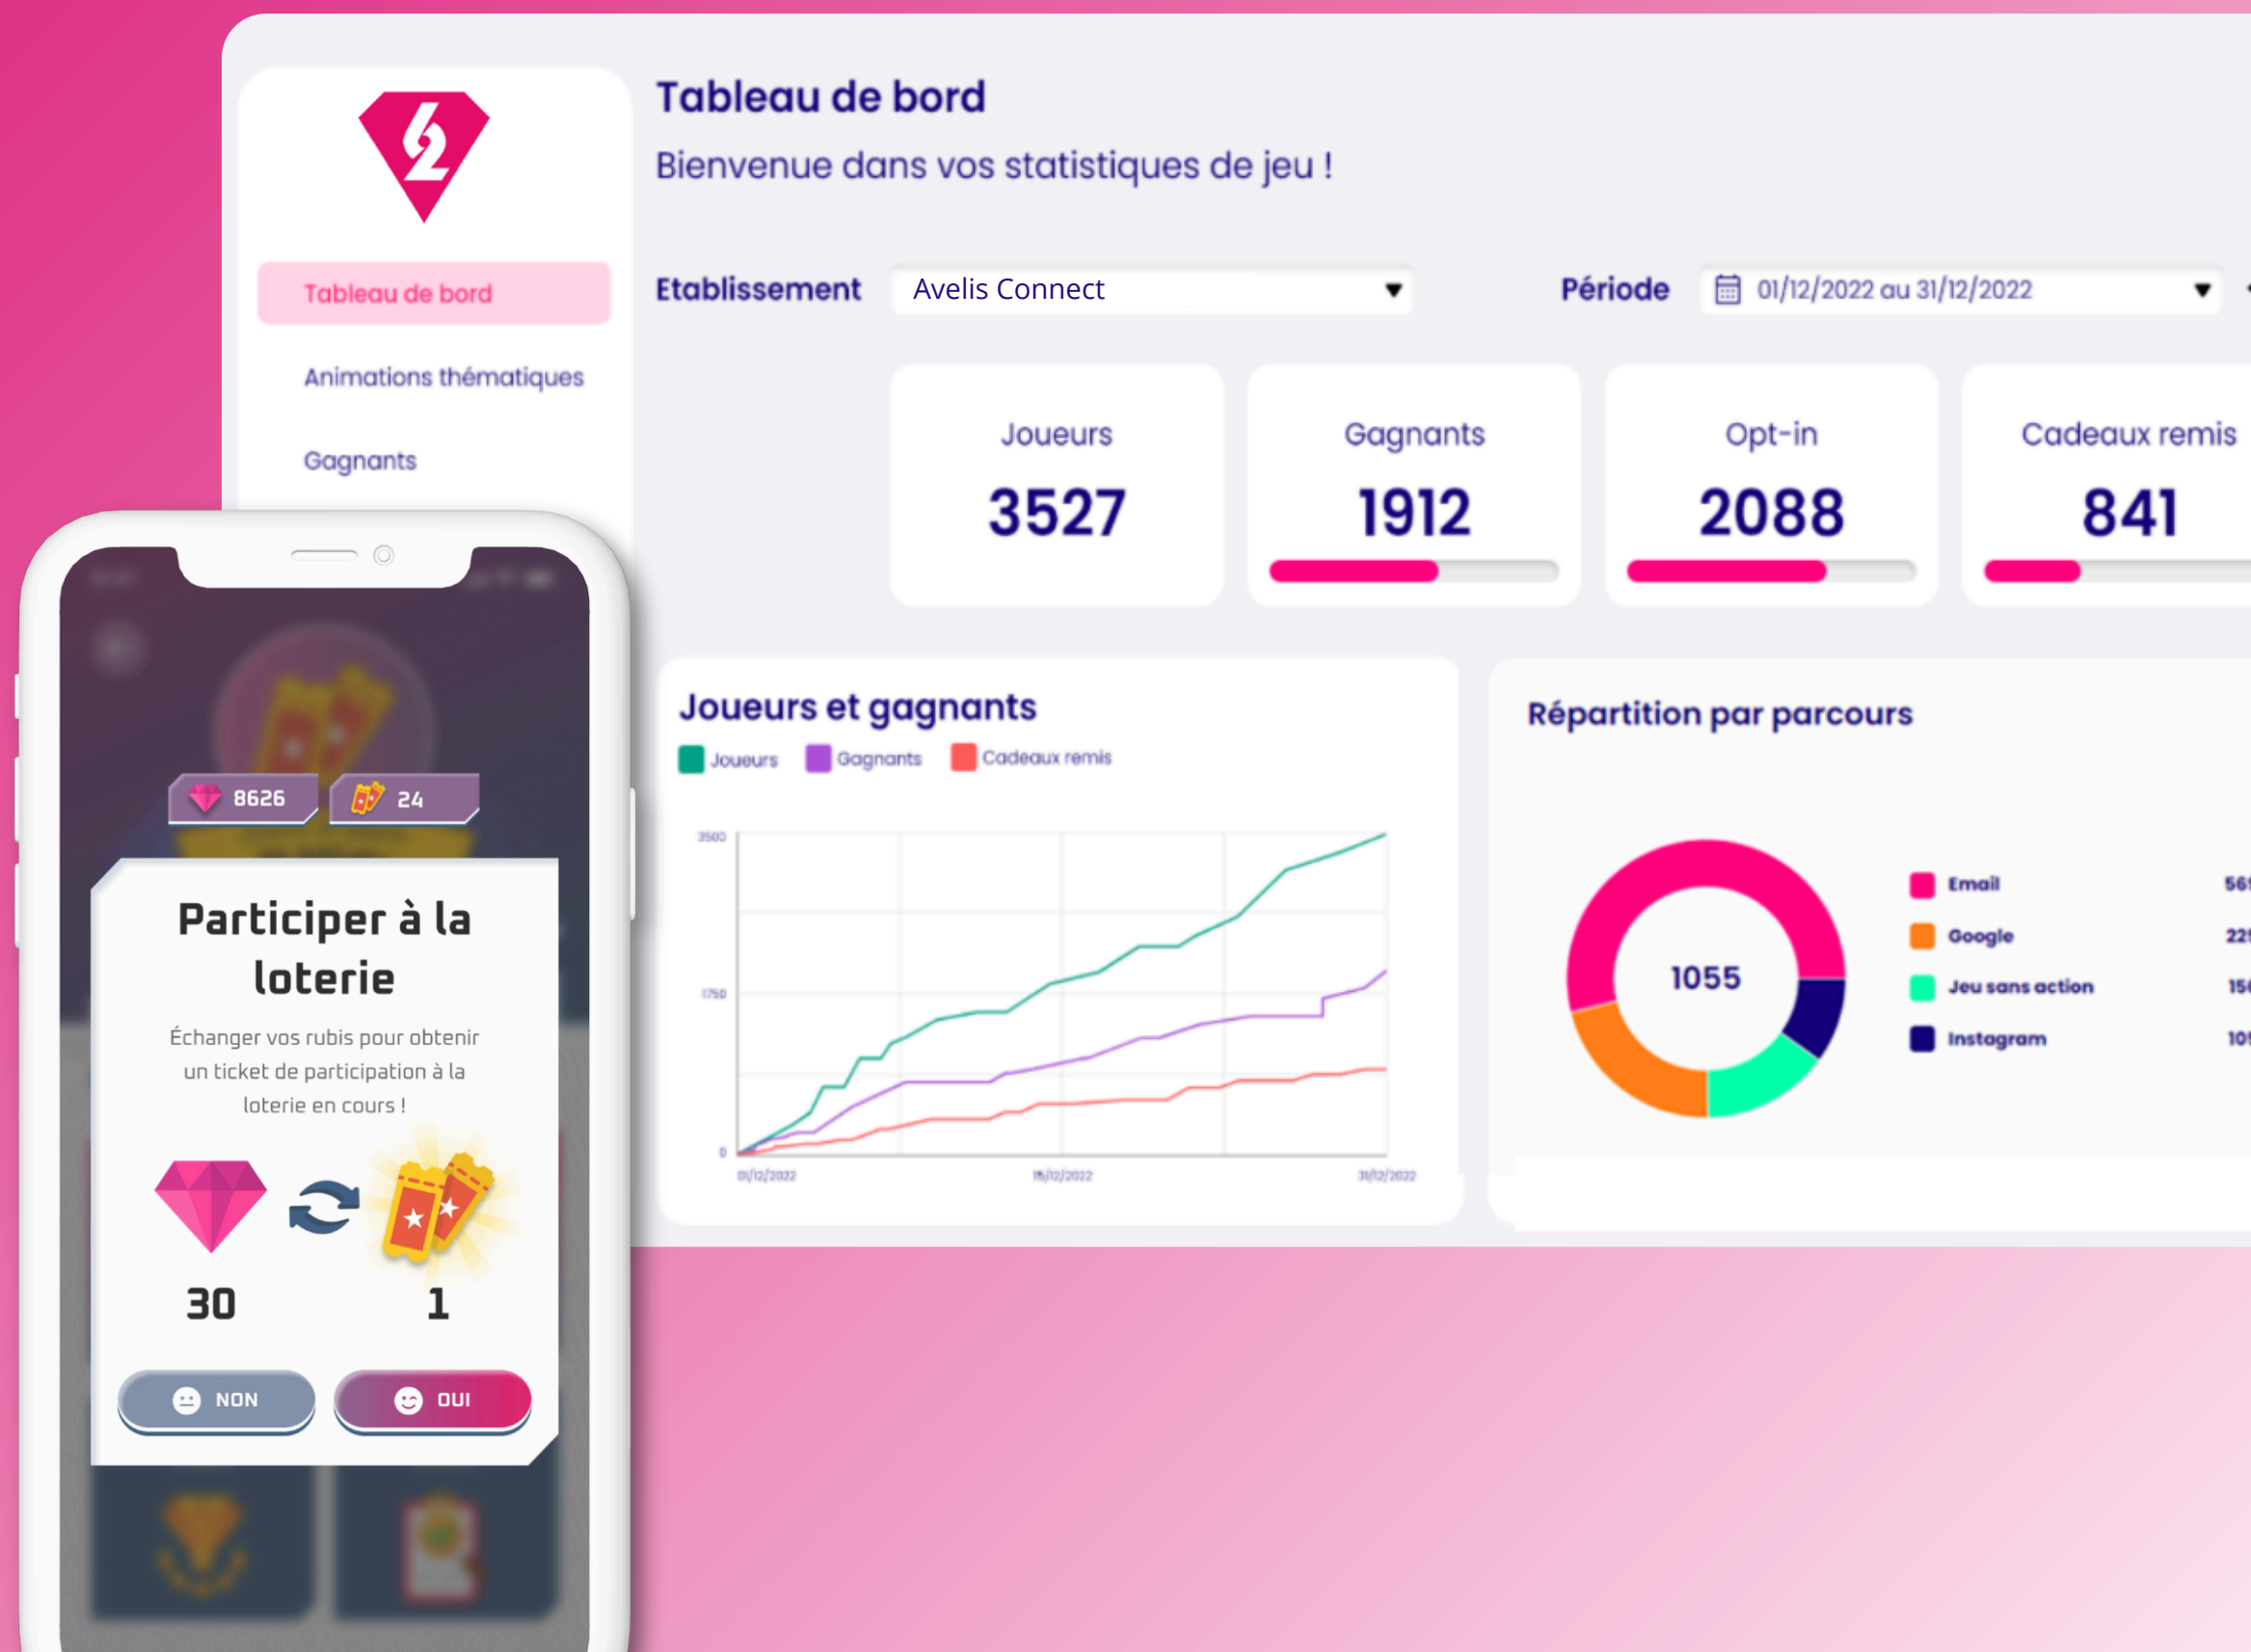 62
Tableau de bord
Bienvenue dans vos statistiques de jeu !
Tableau de bord
Animations thématiques
Gagnants
Etablissement
Avelis Connect
Période
01/12/2022 au 31/12/2022
Joueurs
3527
Gagnants
1912
Opt-in
2088
Cadeaux remis
841
Joueurs et gagnants
Joueurs Gagnants Cadeaux remis
3500
1750
0
01/12/2022 15/12/2022 31/12/2022
Répartition par parcours
1055
Email
Google
Jeu sans action
Instagram
8626
24
Participer à la
loterie
Échanger vos rubis pour obtenir
un ticket de participation à la
loterie en cours !
30
1
NON
OUI